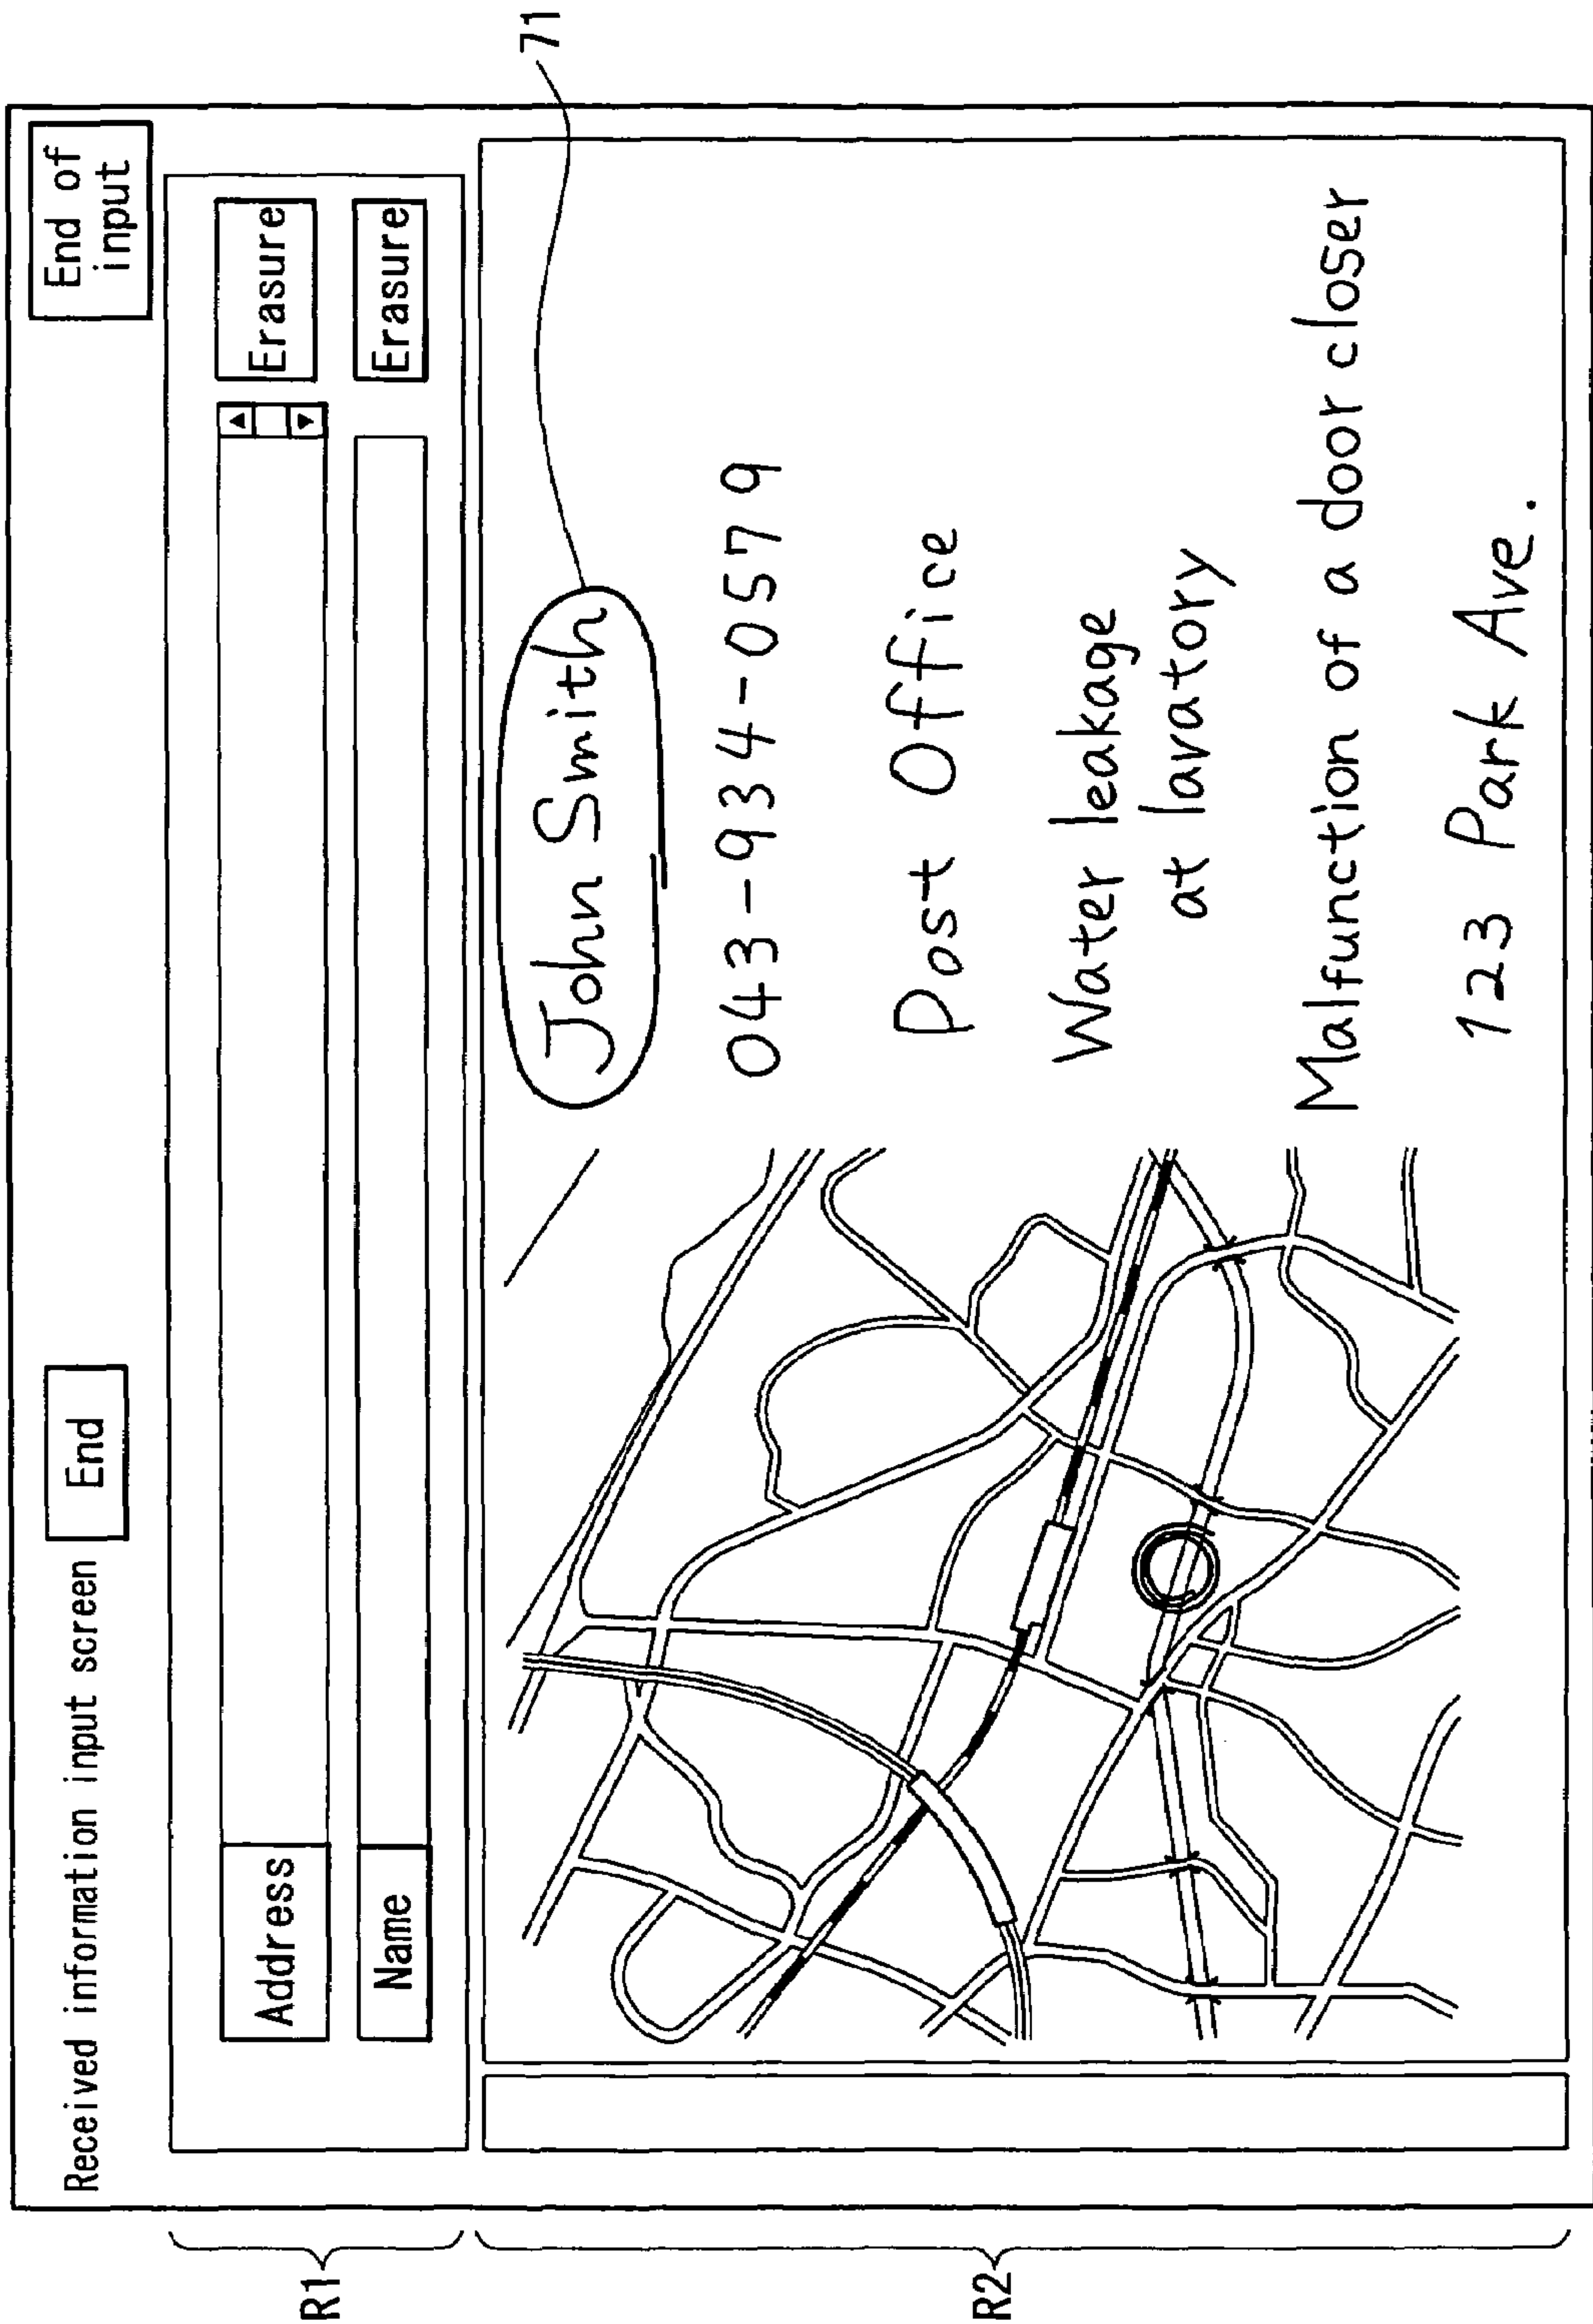 Received information input screen
End
End of
input
R1
Address
Erasure
Name
Erasure
R2
John Smith
71
043-934-0579
Post Office
Water leakage
at lavatory
Malfunction of a door closer
123 Park Ave.